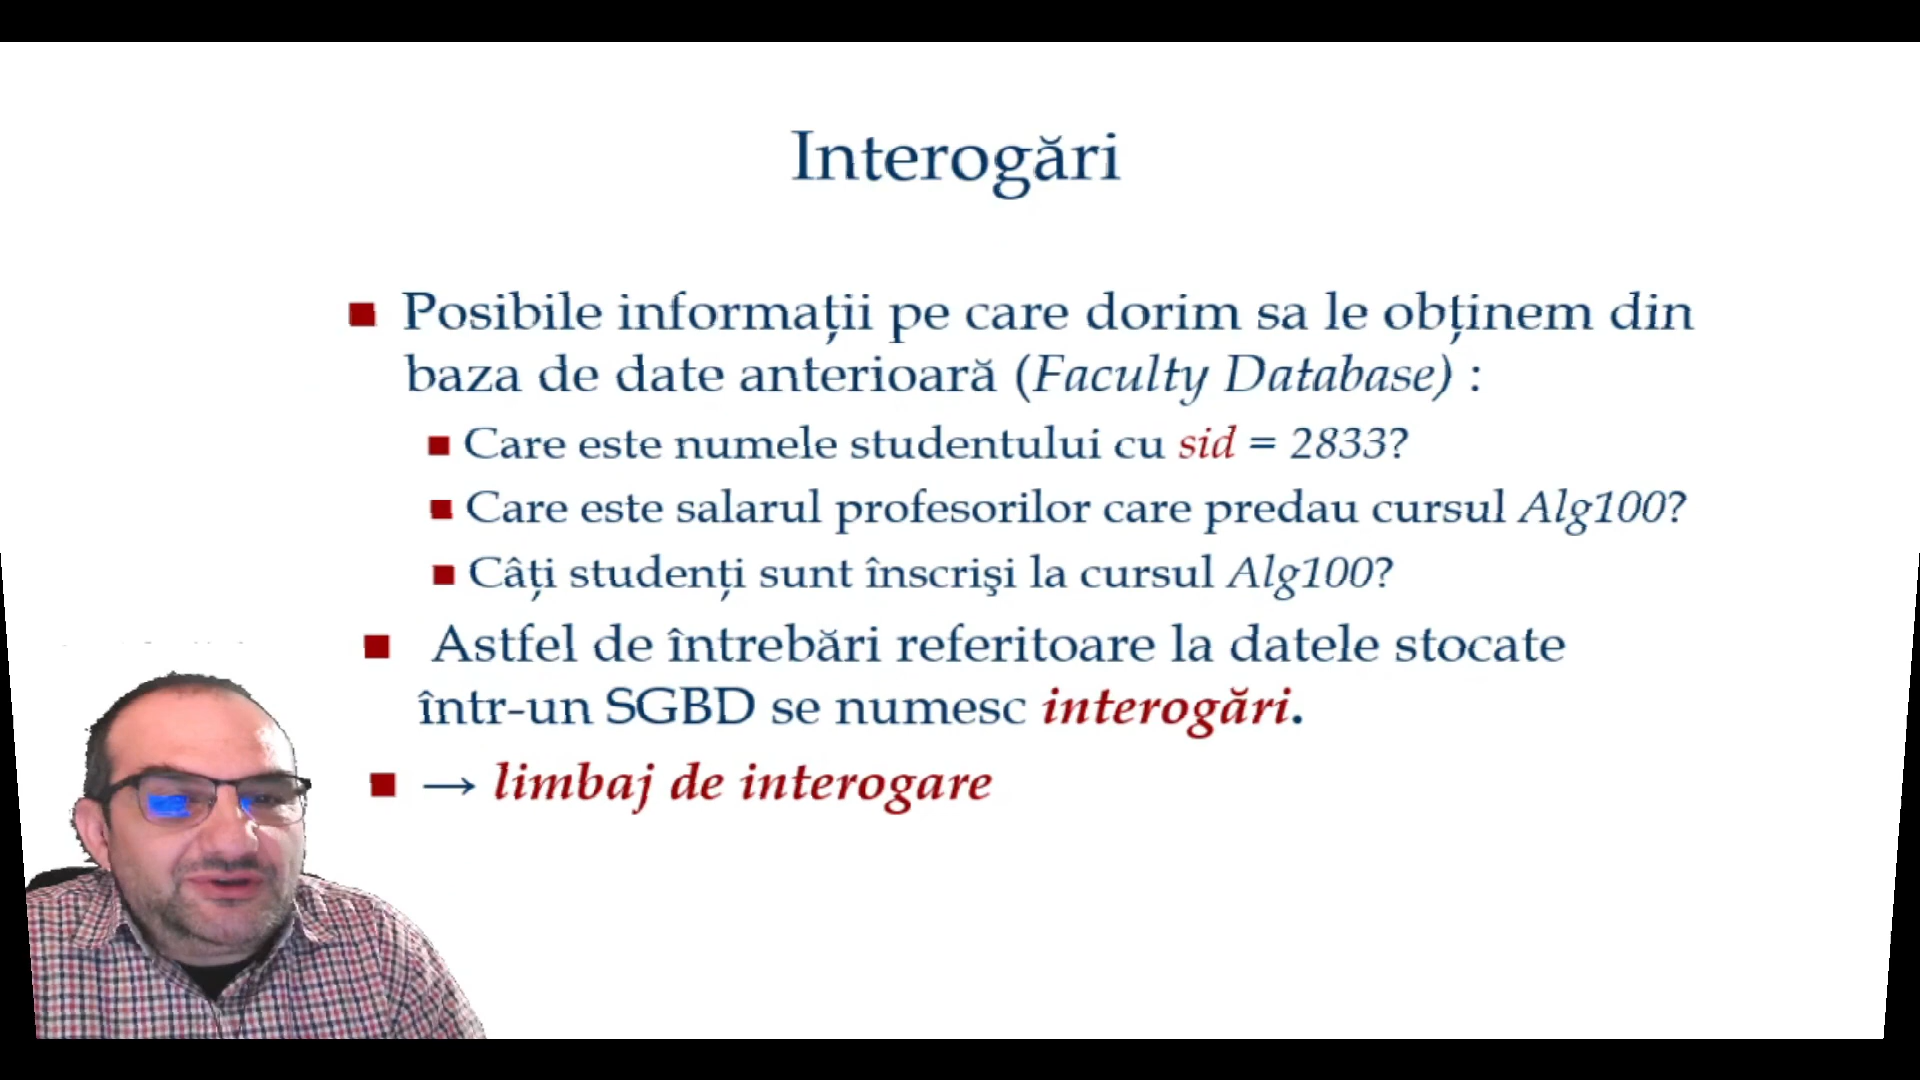 Interogări
Posibile informații pe care dorim sa le obținem din
baza de date anterioară (Faculty Database) :
Care este numele studentului cu sid = 2833?
Care este salarul profesorilor care predau cursul Alg100?
Câți studenți sunt înscrişi la cursul Alg100?
Astfel de întrebări referitoare la datele stocate
într-un SGBD se numesc interogări.
→ limbaj de interogare